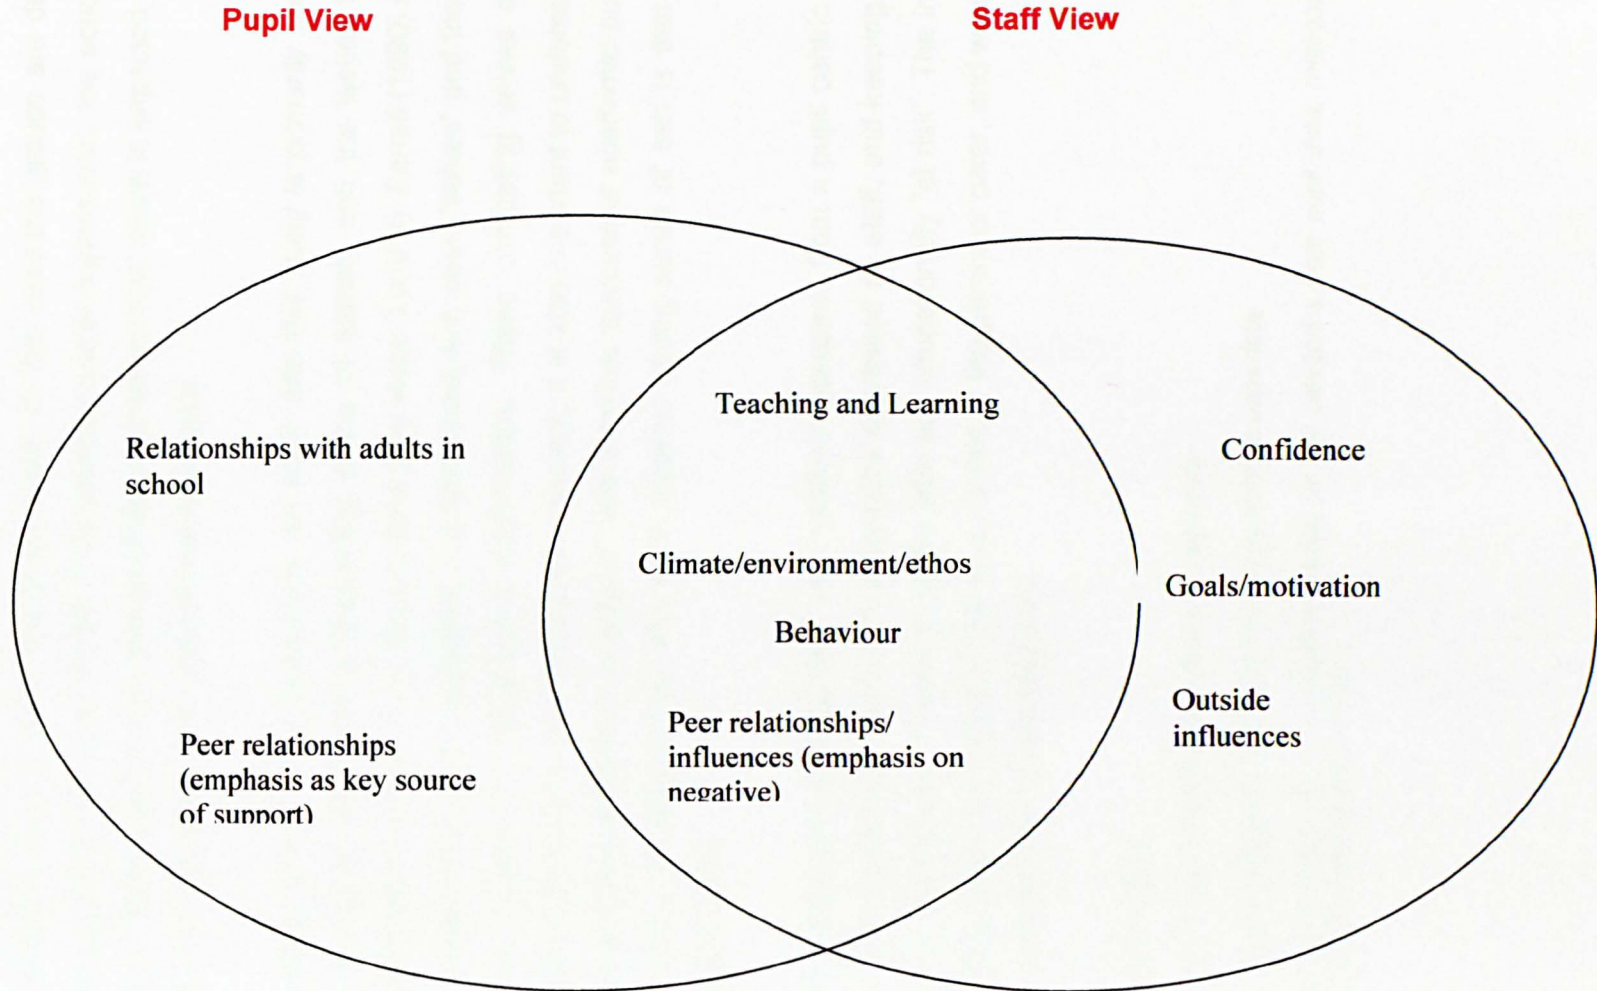 Pupil View
Staff View
Teaching and Learning
Relationships with adults in
school
Confidence
Climate/environment/ethos
Goals/motivation
Behaviour
Peer relationships/
influences (emphasis on
negative)
Outside
influences
Peer relationships
(emphasis as key source
of support)